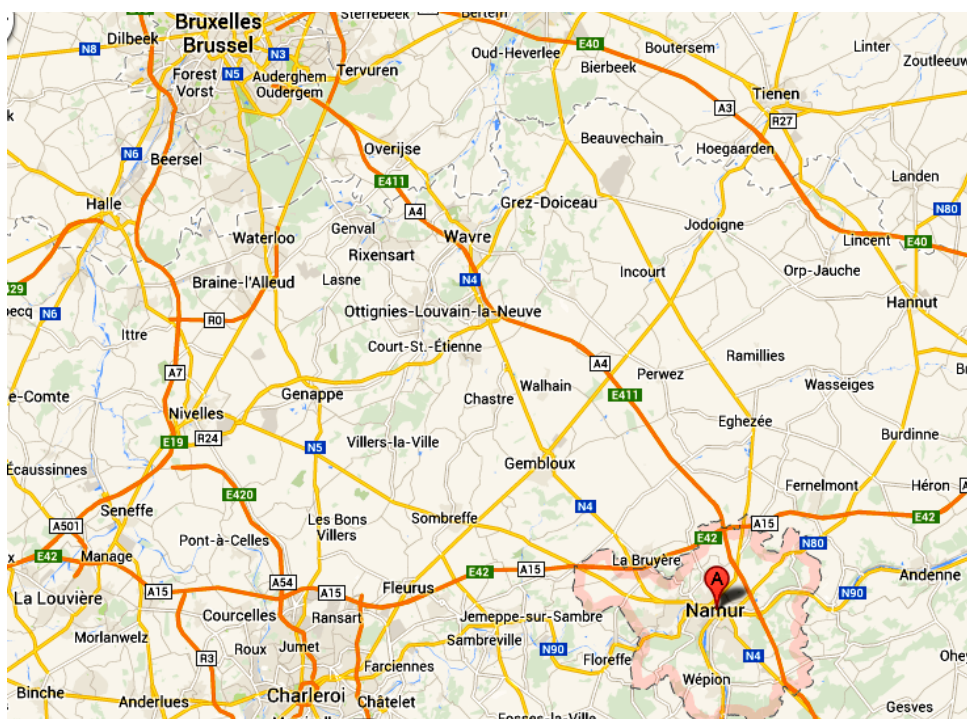 Bruxelles
Brussel
Sterrebeek
Bertem
Dilbeek
N8
N3
Oud-Heverlee
E40
Boutersem
Linter
Zoutleeuw
Forest
Vorst
N5
Auderghem
Oudergem
Tervuren
Bierbeek
Tienen
A3
R27
N6
Beersel
Overijse
Beauvechain
Hoegaarden
E411
Landen
Halle
A4
Grez-Doiceau
N80
Waterloo
Genval
Wavre
Jodoigne
Rixensart
Lincent
E40
Braine-l'Alleud
Lasne
N4
Incourt
Orp-Jauche
29
ecq
N6
Ittre
R0
Ottignies-Louvain-la-Neuve
Hannut
Court-St.-Étienne
A7
A4
Perwez
Ramillies
e-Comte
Genappe
Walhain
Chastre
E411
Wasseiges
Nivelles
Eghezée
E19
R24
N5
Villers-la-Ville
Burdinne
Écaussinnes
Gembloux
E420
Fernelmont
Héron
Seneffe
N4
A501
Les Bons
Villers
Sombreffe
A15
E42
Pont-à-Celles
E42
N80
E42
Manage
La Bruyère
A15
A54
A15
Fleurus
E42
A15
Andenne
La Louvière
A
N90
Courcelles
Ransart
Jemeppe-sur-Sambre
Namur
Morlanwelz
Roux
Jumet
Sambreville
N90
Floreffe
N4
R3
Farciennes
Wépion
Binche
Anderlues
Charleroi
Châtelet
Gesves
Fosses-la-Ville